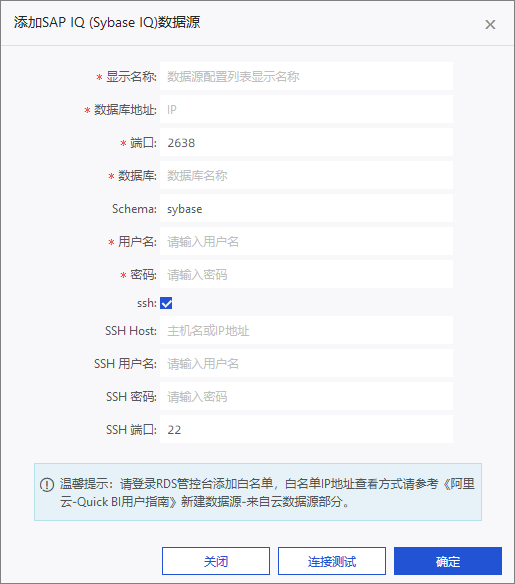 添加SAP IQ (Sybase IQ)数据源
* 显示名称: 数据源配置列表显示名称
* 数据库地址: IP
* 端口: 2638
* 数据库: 数据库名称
Schema: sybase
* 用户名: 请输入用户名
* 密码: 请输入密码
ssh:
SSH Host: 主机名或IP地址
SSH 用户名: 请输入用户名
SSH 密码: 请输入密码
SSH 端口: 22
温馨提示：请登录RDS管控台添加白名单，白名单IP地址查看方式请参考《阿里
云-Quick BI用户指南》新建数据源-来自云数据源部分。
关闭 连接测试 确定